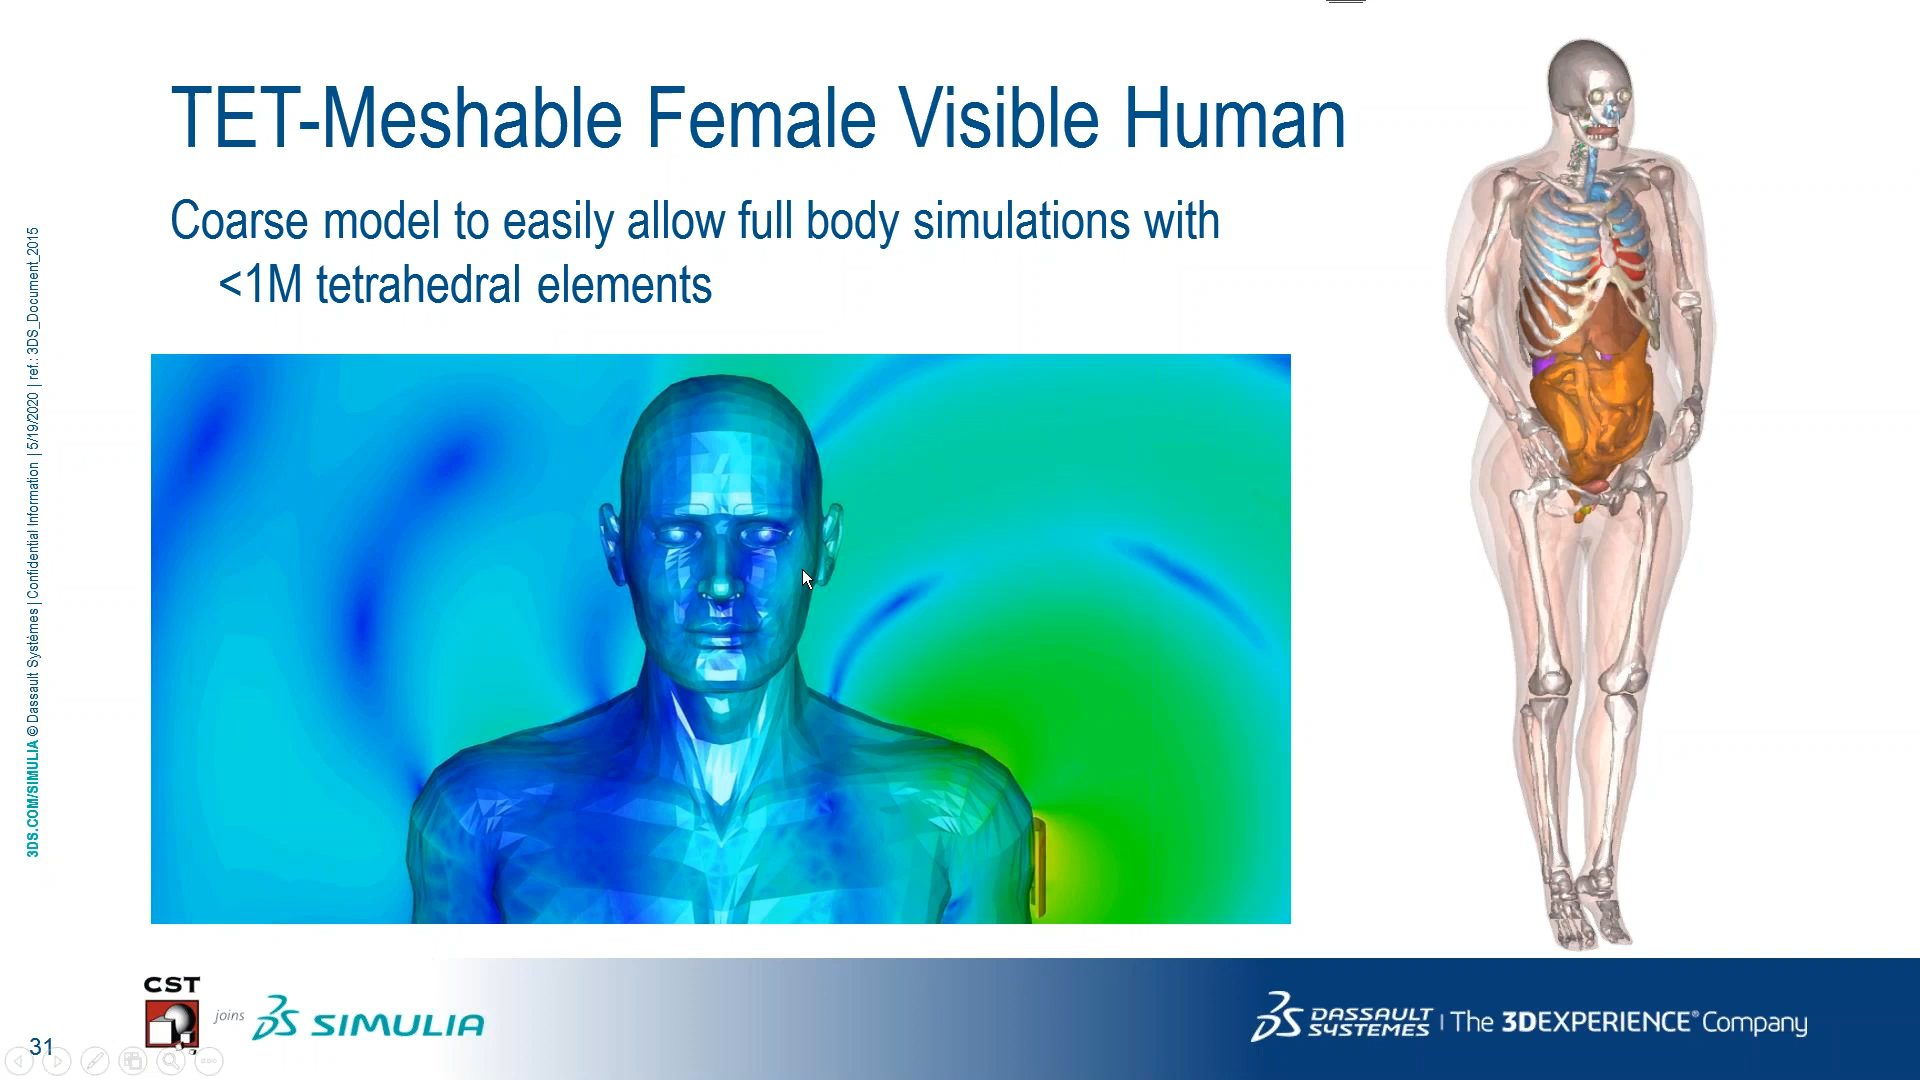 TET-Meshable Female Visible Human
Coarse model to easily allow full body simulations with
<1M tetrahedral elements
3DS.COM/SIMULIA © Dassault Systèmes | Confidential Information | 5/19/2020 | ref.: 3DS_Document_2015
CST
joins
SIMULIA
DASSAULT
SYSTEMES | The 3DEXPERIENCE® Company
31